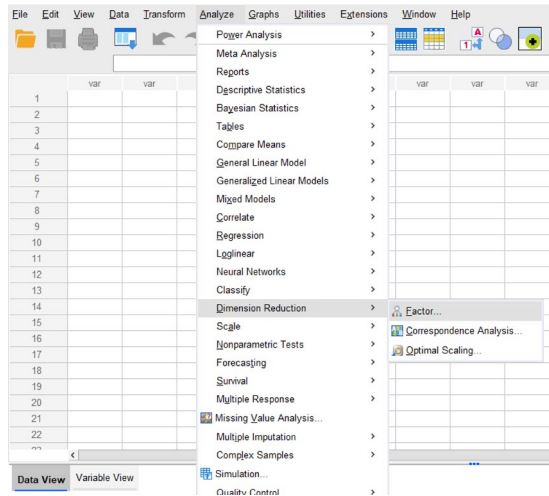 File Edit View Data Transform Analyze Graphs Utilities Extensions Window Help
Power Analysis
Meta Analysis
Reports
Descriptive Statistics
Bayesian Statistics
Tables
Compare Means
General Linear Model
Generalized Linear Models
Mixed Models
Correlate
Regression
Loglinear
Neural Networks
Classify
Dimension Reduction
Scale
Nonparametric Tests
Forecasting
Survival
Multiple Response
Missing Value Analysis...
Multiple Imputation
Complex Samples
Simulation...
Quality Control
Factor...
Correspondence Analysis...
Optimal Scaling...
A
1
var var var var var
1
2
3
4
5
6
7
8
9
10
11
12
13
14
15
16
17
18
19
20
21
22
Data View Variable View